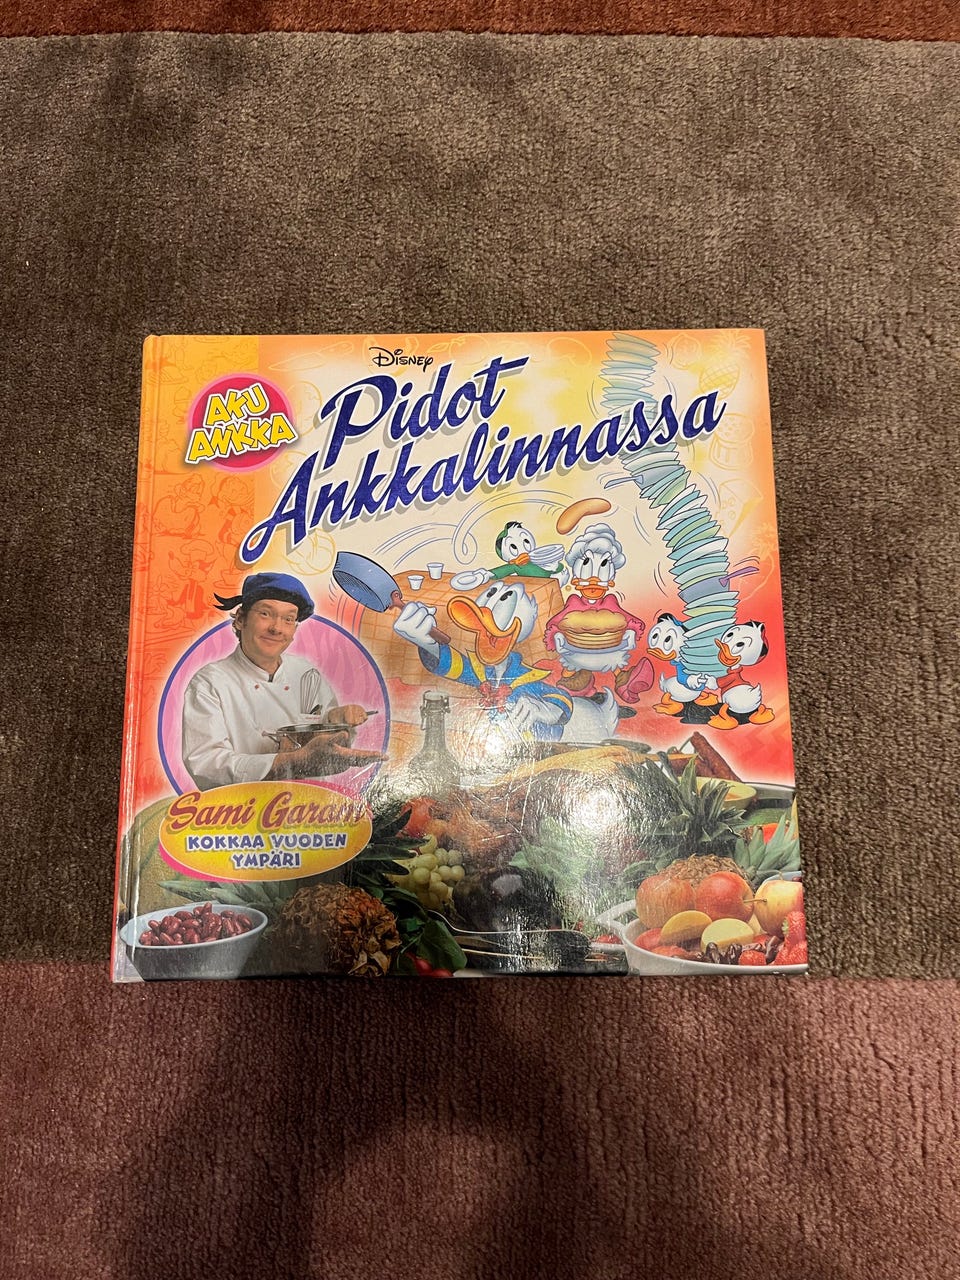 Disney
AKU
ANKKA
Pidot
Ankkalinnassa
Sami Garam
KOKKAA VUODEN
YMPÄRI